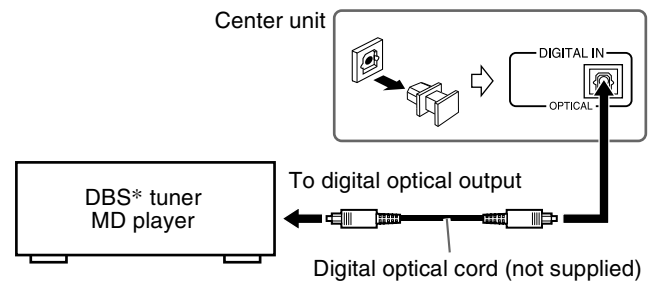 Center unit
DIGITAL IN
OPTICAL
DBS* tuner
MD player
To digital optical output
Digital optical cord (not supplied)